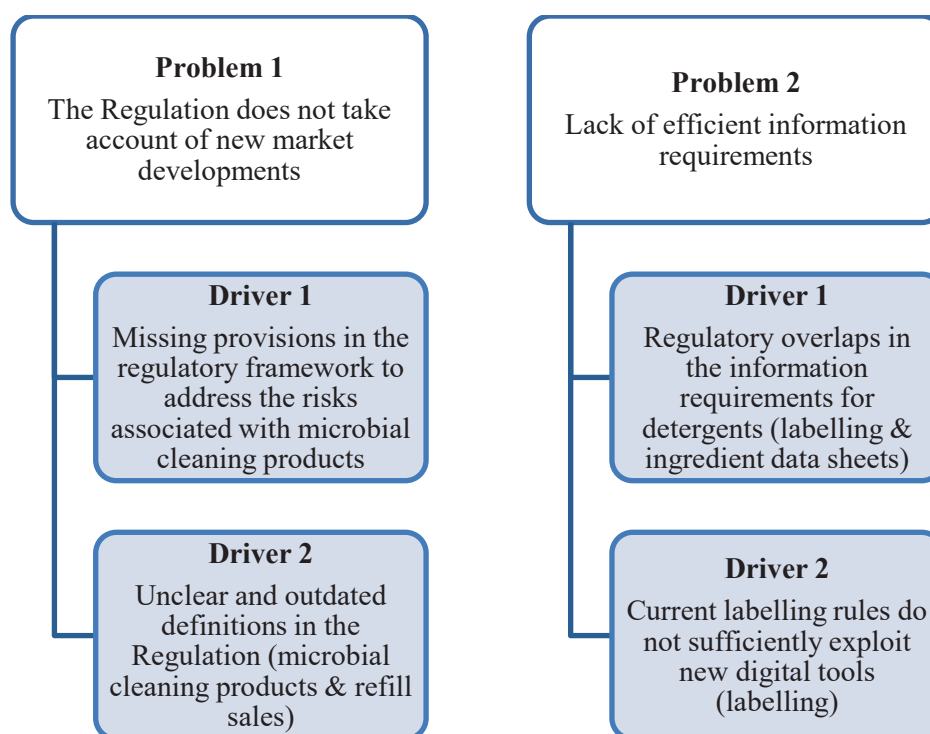 Problem 1
The Regulation does not take
account of new market
developments
Driver 1
Missing provisions in the
regulatory framework to
address the risks
associated with microbial
cleaning products
Driver 2
Unclear and outdated
definitions in the
Regulation (microbial
cleaning products & refill
sales)
Problem 2
Lack of efficient information
requirements
Driver 1
Regulatory overlaps in
the information
requirements for
detergents (labelling &
ingredient data sheets)
Driver 2
Current labelling rules do
not sufficiently exploit
new digital tools
(labelling)